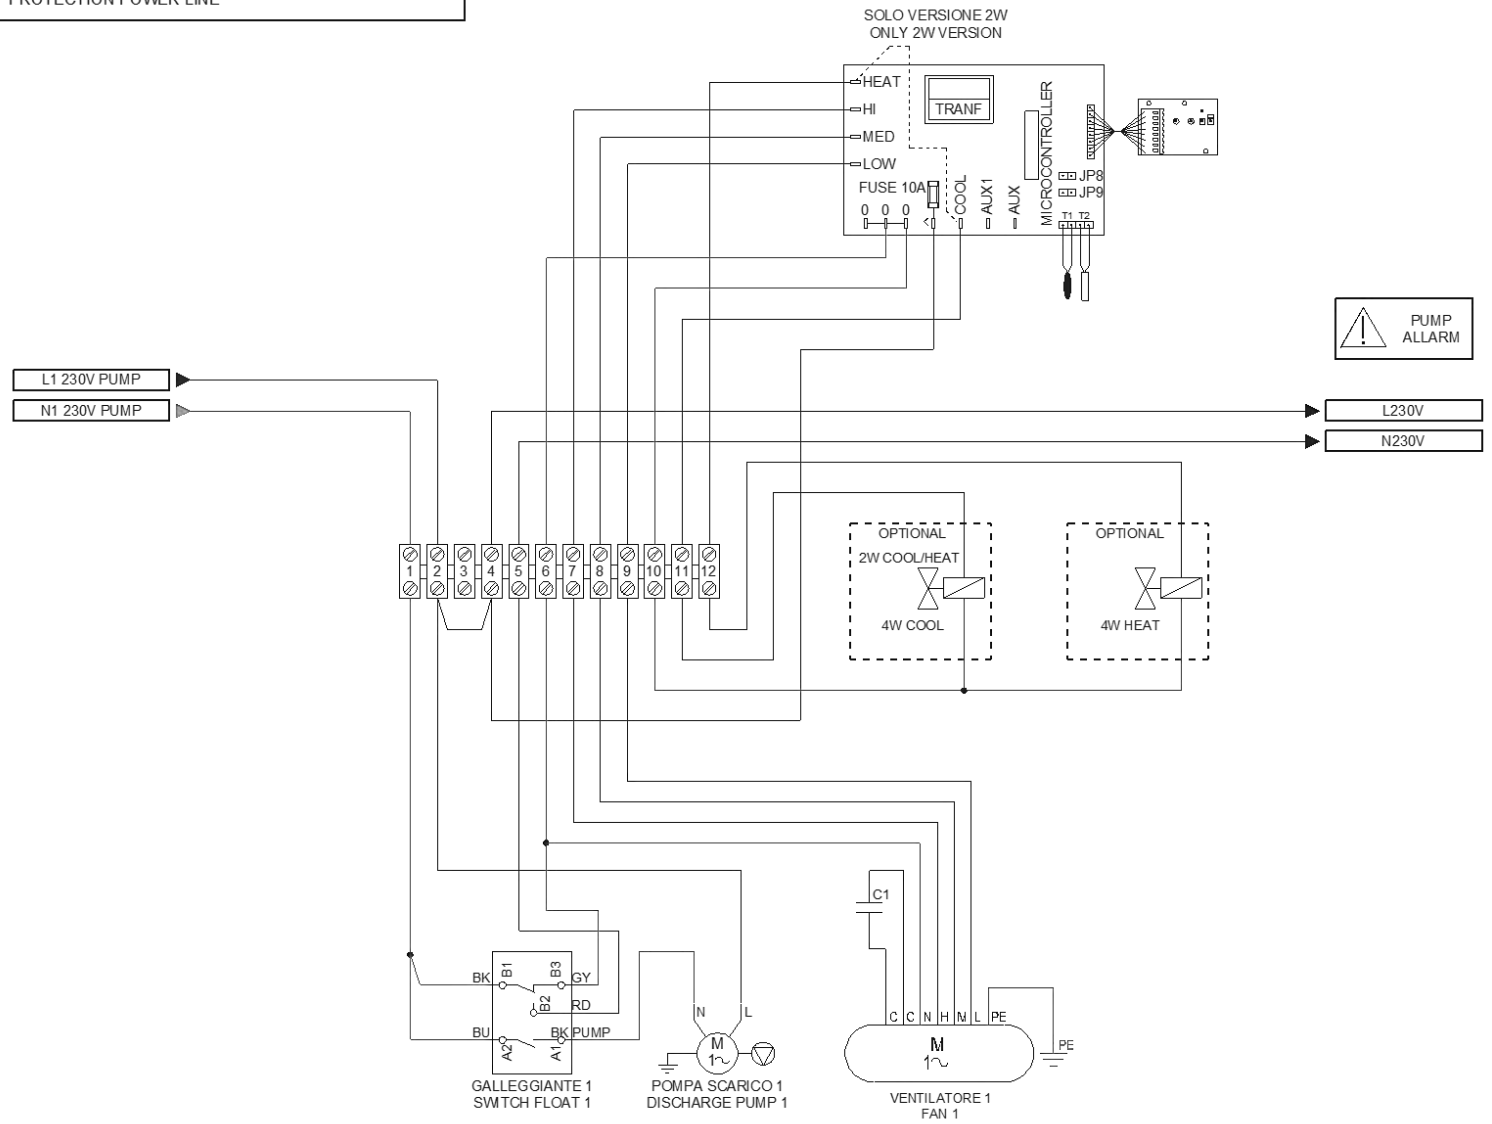 PROTECTION POWER LINE
SOLO VERSIONE 2W
ONLY 2W VERSION
HEAT
HI
MED
LOW
TRANF
MICROCONTROLLER
FUSE 10A
COOL
AUX1
AUX
JP8
JP9
0 0 0
T1 T2
PUMP
ALLARM
L1 230V PUMP
N1 230V PUMP
L230V
N230V
1 2 3 4 5 6 7 8 9 10 11 12
OPTIONAL
2W COOL/HEAT
4W COOL
OPTIONAL
4W HEAT
C1
BK
B1
B3
GY
B2
RD
BU
A2
A1
BK PUMP
N
L
M
1~
C C N H M L PE
M
1~
PE
GALLEGGIANTE 1
SWITCH FLOAT 1
POMPA SCARICO 1
DISCHARGE PUMP 1
VENTILATORE 1
FAN 1